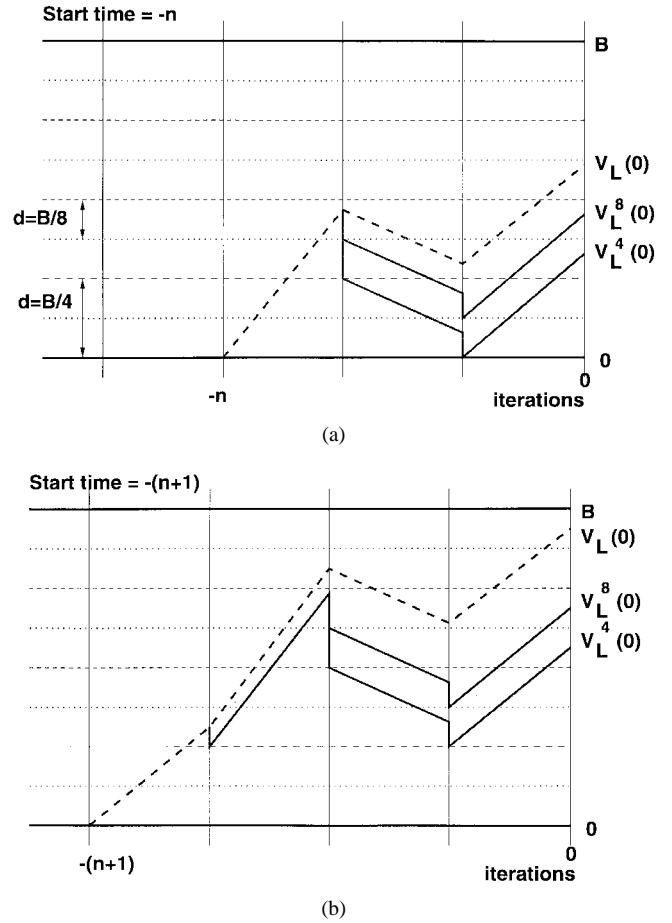 Start time = -n
B
V_L(0)
d=B/8
V_L^8(0)
V_L^4(0)
d=B/4
0
0
-n
iterations
(a)
Start time = -(n+1)
B
V_L(0)
V_L^8(0)
V_L^4(0)
0
0
-(n+1)
iterations
(b)